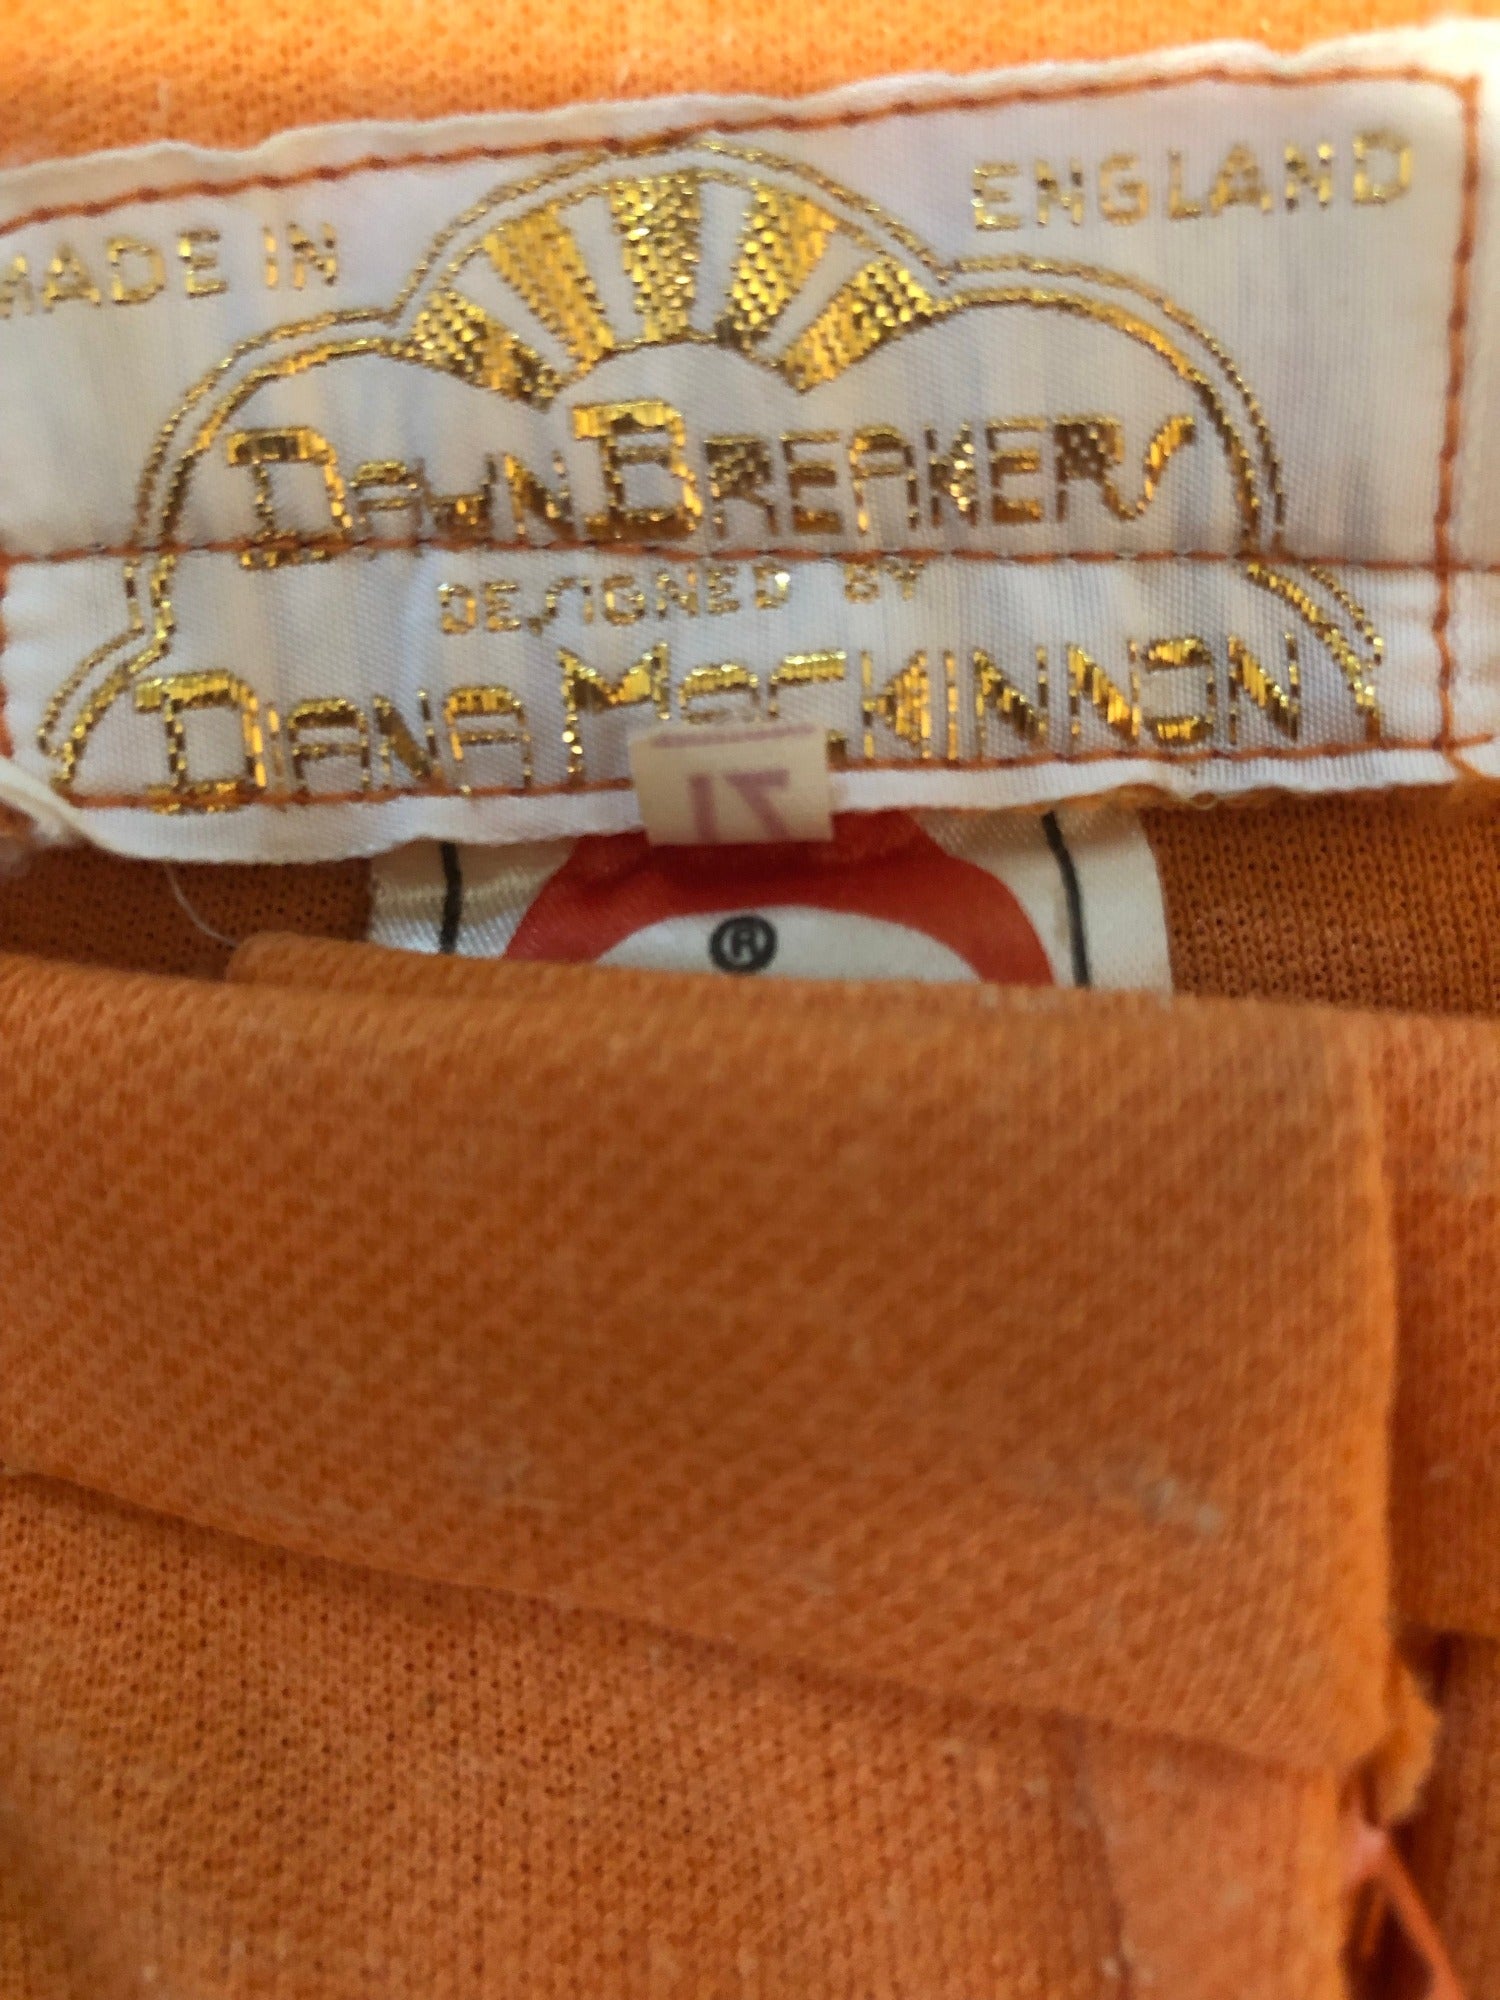 MADE IN ENGLAND
DAWNBREAKERS
DESIGNED BY
DIANA MACKINNON
®